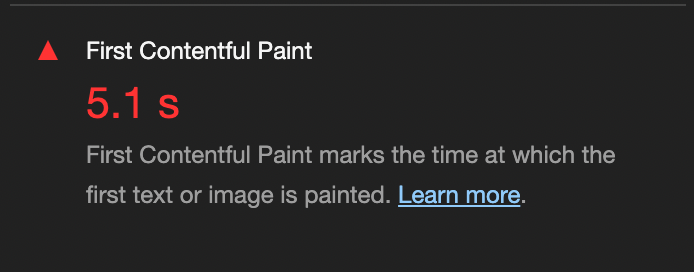 First Contentful Paint
5.1 s
First Contentful Paint marks the time at which the
first text or image is painted. Learn more.